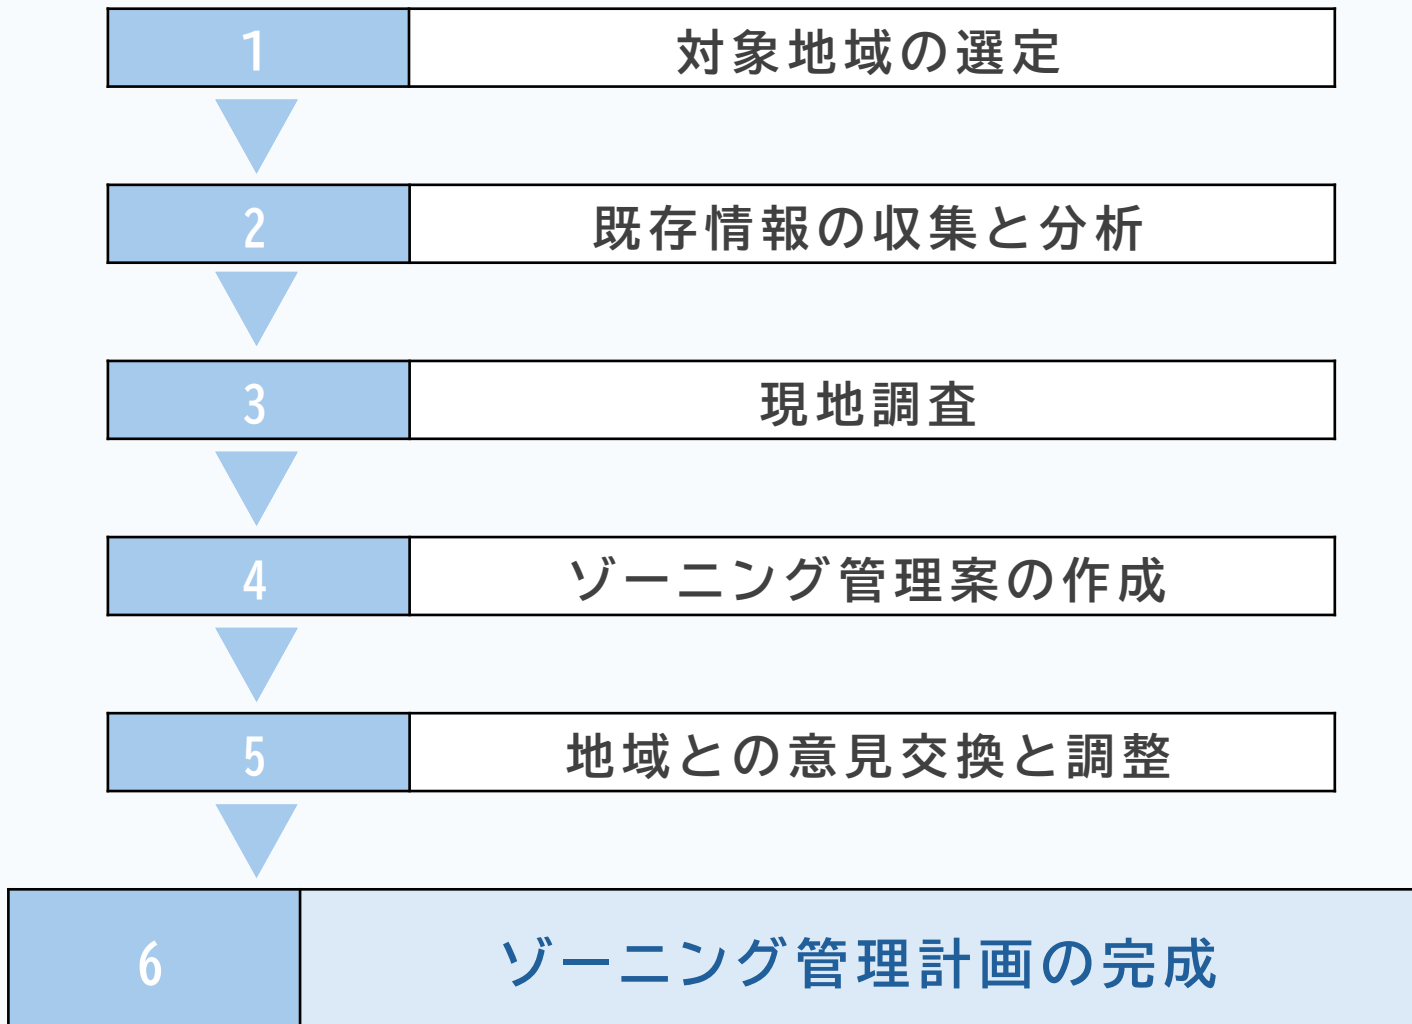 1 対象地域の選定
2 既存情報の収集と分析
3 現地調査
4 ゾーニング管理案の作成
5 地域との意見交換と調整
6 ゾーニング管理計画の完成